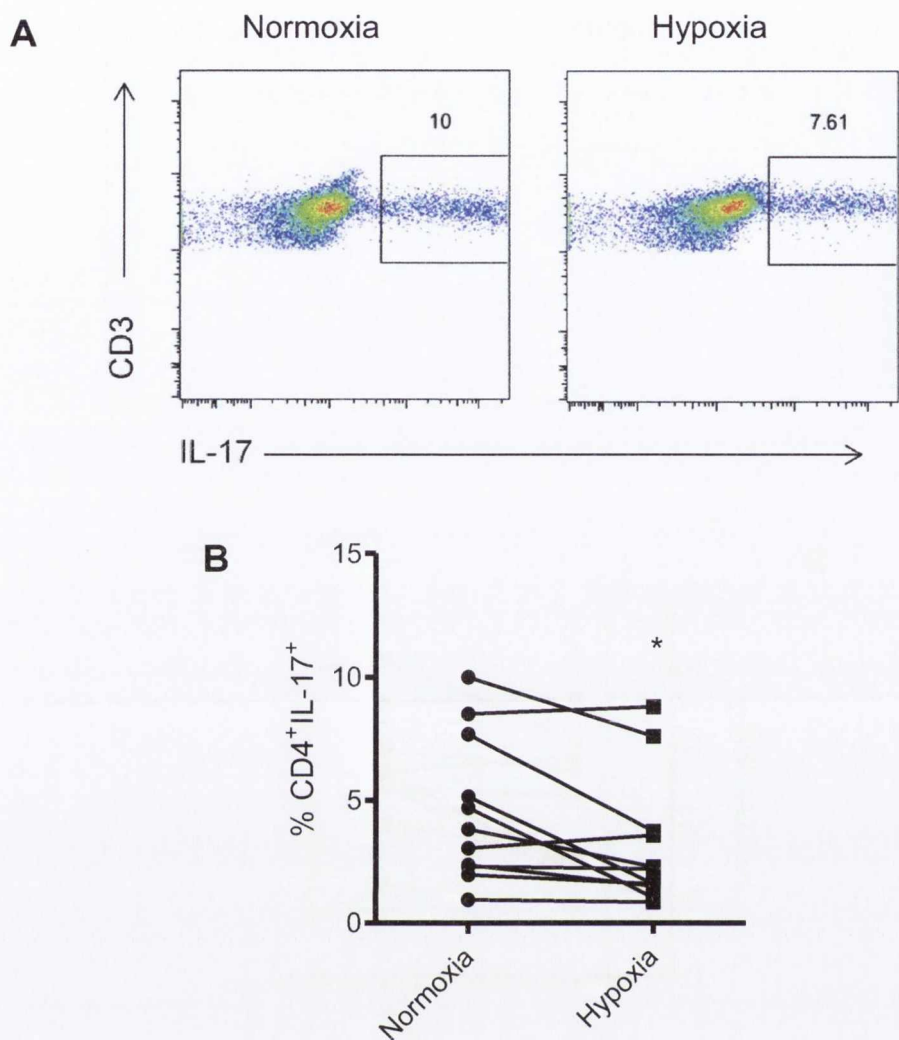 A
Normoxia
Hypoxia
10
7.61
CD3
IL-17
B
15
10
5
0
% CD4⁺IL-17⁺
*
Normoxia
Hypoxia